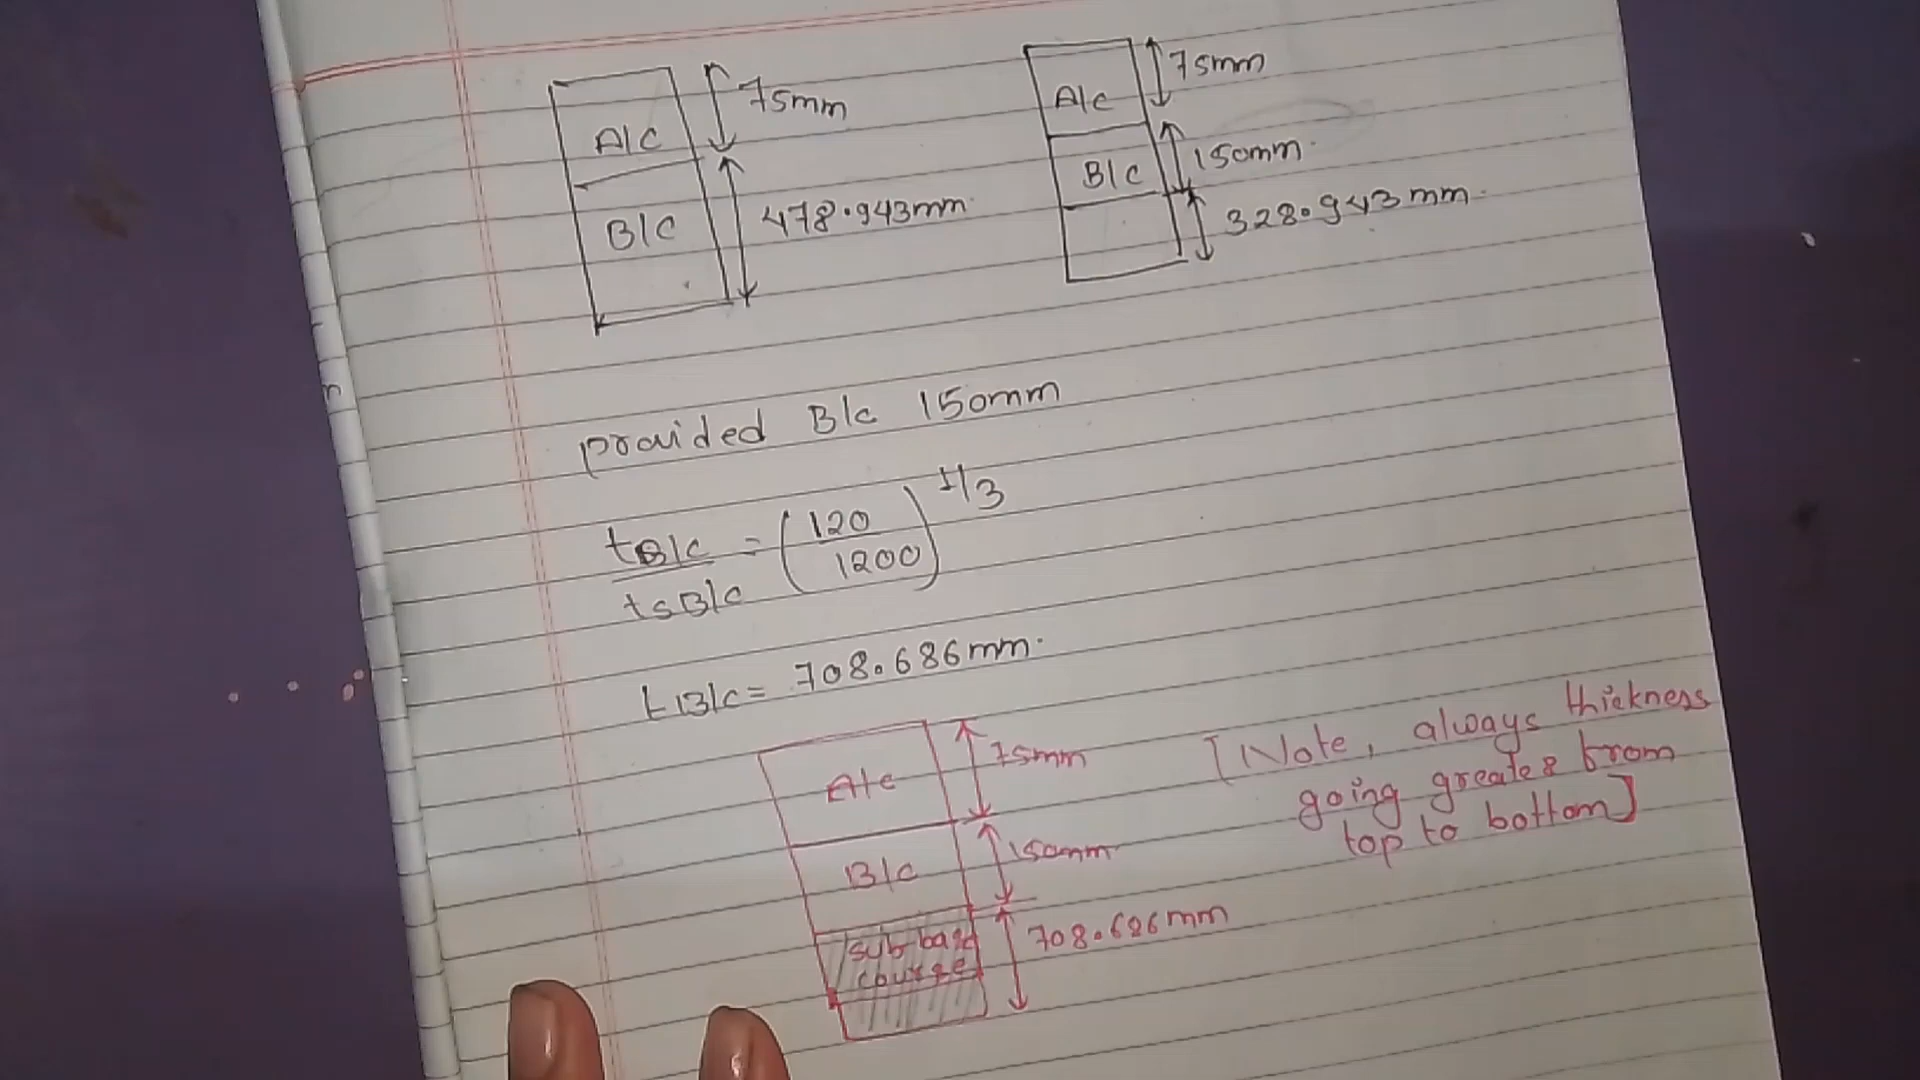 75mm
A/C
478.943mm
B/C
75mm
A/C
150mm.
B/C
328.943mm.
provided B/c 150mm
tB/C / tSB/C = (120/1200)^1/3
tB/C = 708.686mm.
75mm
A/C
150mm
B/C
708.686mm
sub base
course
[Note, always thickness
going greater from
top to bottom]